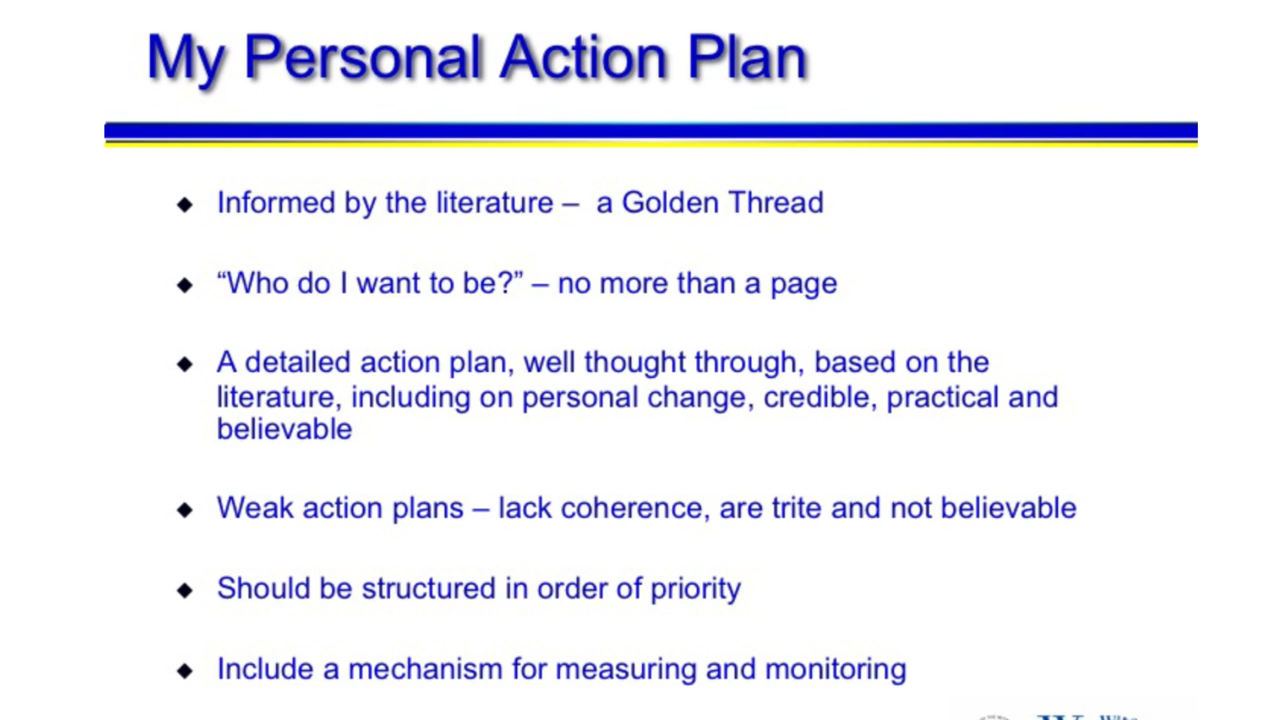 My Personal Action Plan
Informed by the literature – a Golden Thread
“Who do I want to be?” – no more than a page
A detailed action plan, well thought through, based on the
literature, including on personal change, credible, practical and
believable
Weak action plans – lack coherence, are trite and not believable
Should be structured in order of priority
Include a mechanism for measuring and monitoring